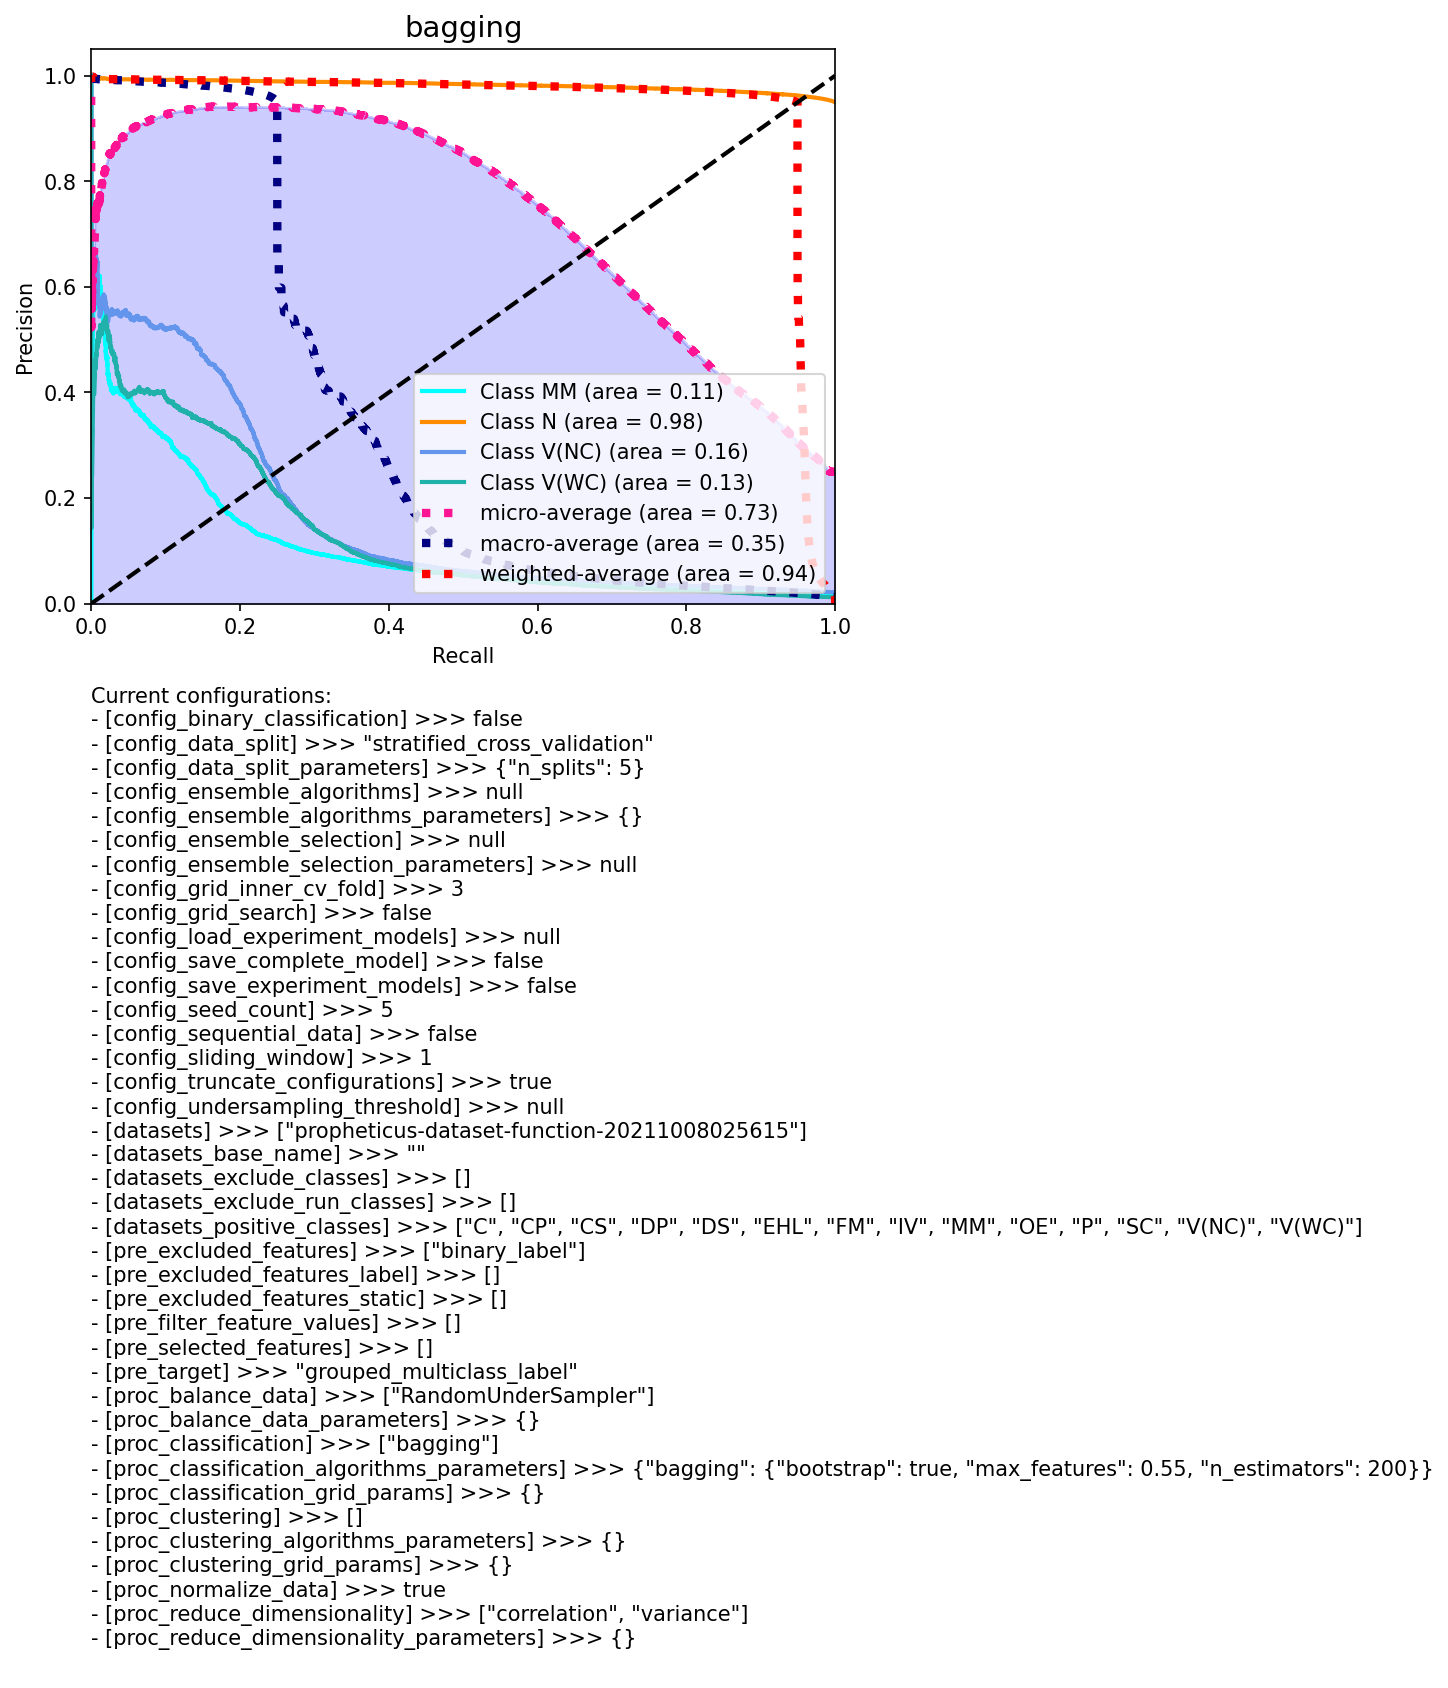 bagging
1.0
0.8
0.6
0.4
0.2
0.0
Precision
Class MM (area = 0.11)
Class N (area = 0.98)
Class V(NC) (area = 0.16)
Class V(WC) (area = 0.13)
micro-average (area = 0.73)
macro-average (area = 0.35)
weighted-average (area = 0.94)
0.0 0.2 0.4 0.6 0.8 1.0
Recall
Current configurations:
- [config_binary_classification] >>> false
- [config_data_split] >>> "stratified_cross_validation"
- [config_data_split_parameters] >>> {"n_splits": 5}
- [config_ensemble_algorithms] >>> null
- [config_ensemble_algorithms_parameters] >>> {}
- [config_ensemble_selection] >>> null
- [config_ensemble_selection_parameters] >>> null
- [config_grid_inner_cv_fold] >>> 3
- [config_grid_search] >>> false
- [config_load_experiment_models] >>> null
- [config_save_complete_model] >>> false
- [config_save_experiment_models] >>> false
- [config_seed_count] >>> 5
- [config_sequential_data] >>> false
- [config_sliding_window] >>> 1
- [config_truncate_configurations] >>> true
- [config_undersampling_threshold] >>> null
- [datasets] >>> ["propheticus-dataset-function-20211008025615"]
- [datasets_base_name] >>> ""
- [datasets_exclude_classes] >>> []
- [datasets_exclude_run_classes] >>> []
- [datasets_positive_classes] >>> ["C", "CP", "CS", "DP", "DS", "EHL", "FM", "IV", "MM", "OE", "P", "SC", "V(NC)", "V(WC)"]
- [pre_excluded_features] >>> ["binary_label"]
- [pre_excluded_features_label] >>> []
- [pre_excluded_features_static] >>> []
- [pre_filter_feature_values] >>> []
- [pre_selected_features] >>> []
- [pre_target] >>> "grouped_multiclass_label"
- [proc_balance_data] >>> ["RandomUnderSampler"]
- [proc_balance_data_parameters] >>> {}
- [proc_classification] >>> ["bagging"]
- [proc_classification_algorithms_parameters] >>> {"bagging": {"bootstrap": true, "max_features": 0.55, "n_estimators": 200}}
- [proc_classification_grid_params] >>> {}
- [proc_clustering] >>> []
- [proc_clustering_algorithms_parameters] >>> {}
- [proc_clustering_grid_params] >>> {}
- [proc_normalize_data] >>> true
- [proc_reduce_dimensionality] >>> ["correlation", "variance"]
- [proc_reduce_dimensionality_parameters] >>> {}